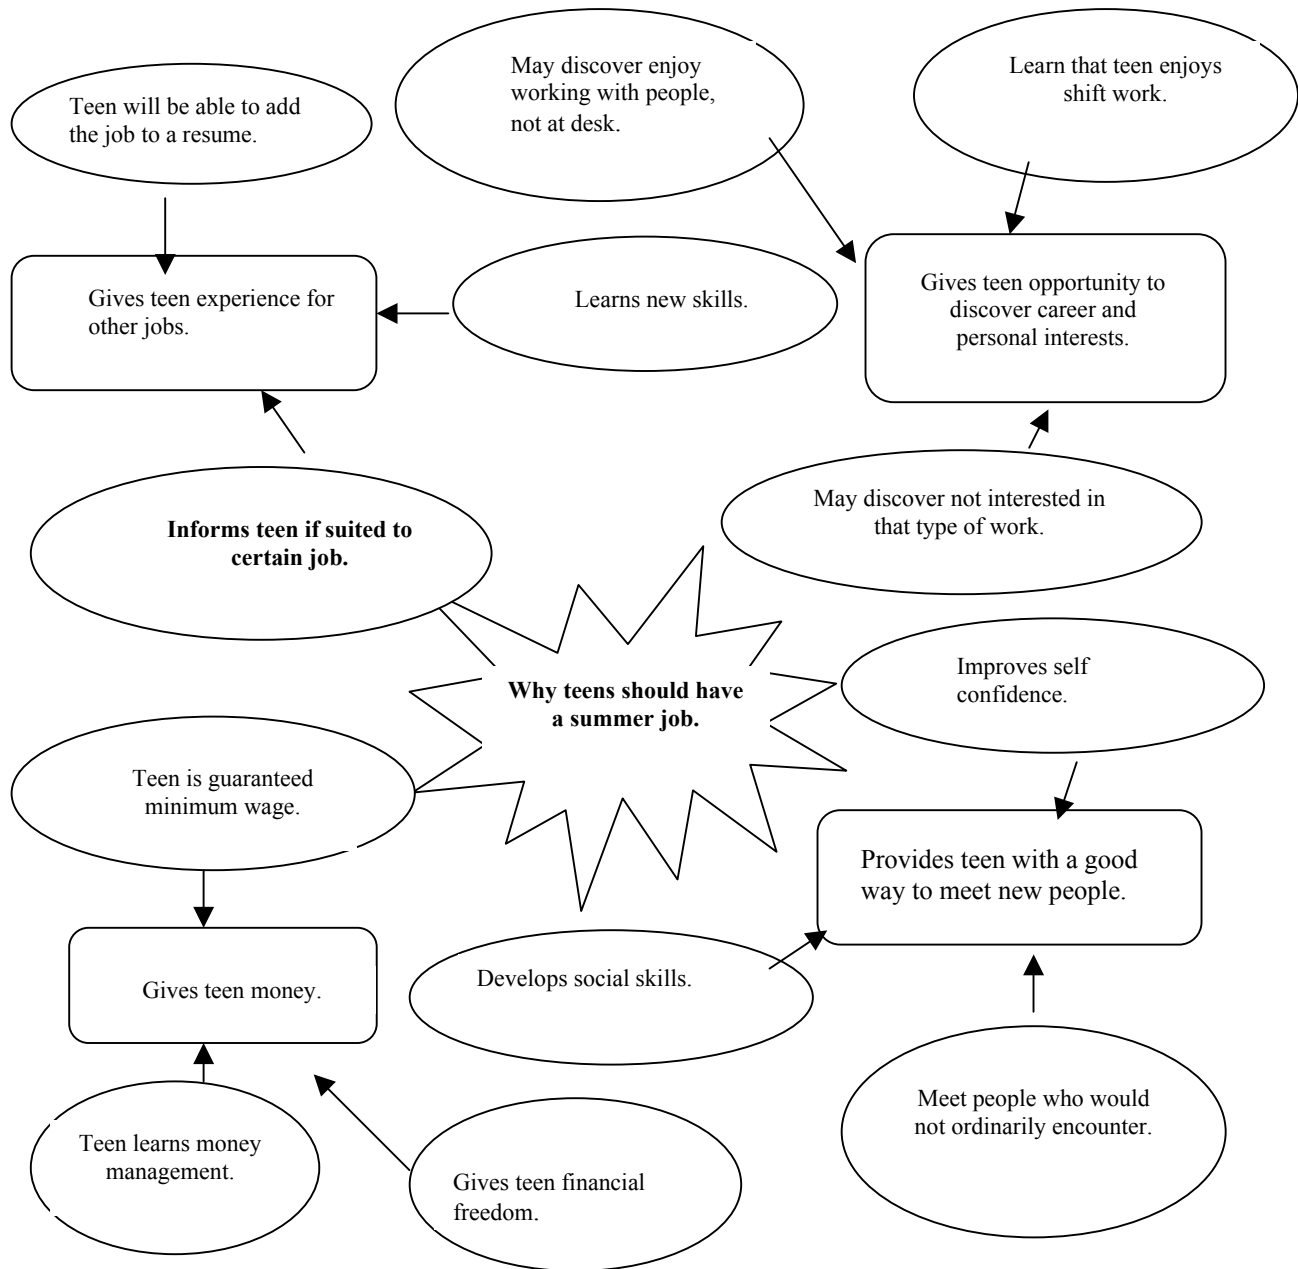 Teen will be able to add
the job to a resume.
May discover enjoy
working with people,
not at desk.
Learn that teen enjoys
shift work.
Gives teen experience for
other jobs.
Learns new skills.
Gives teen opportunity to
discover career and
personal interests.
Informs teen if suited to
certain job.
May discover not interested in
that type of work.
Why teens should have
a summer job.
Improves self
confidence.
Teen is guaranteed
minimum wage.
Provides teen with a good
way to meet new people.
Gives teen money.
Develops social skills.
Teen learns money
management.
Gives teen financial
freedom.
Meet people who would
not ordinarily encounter.